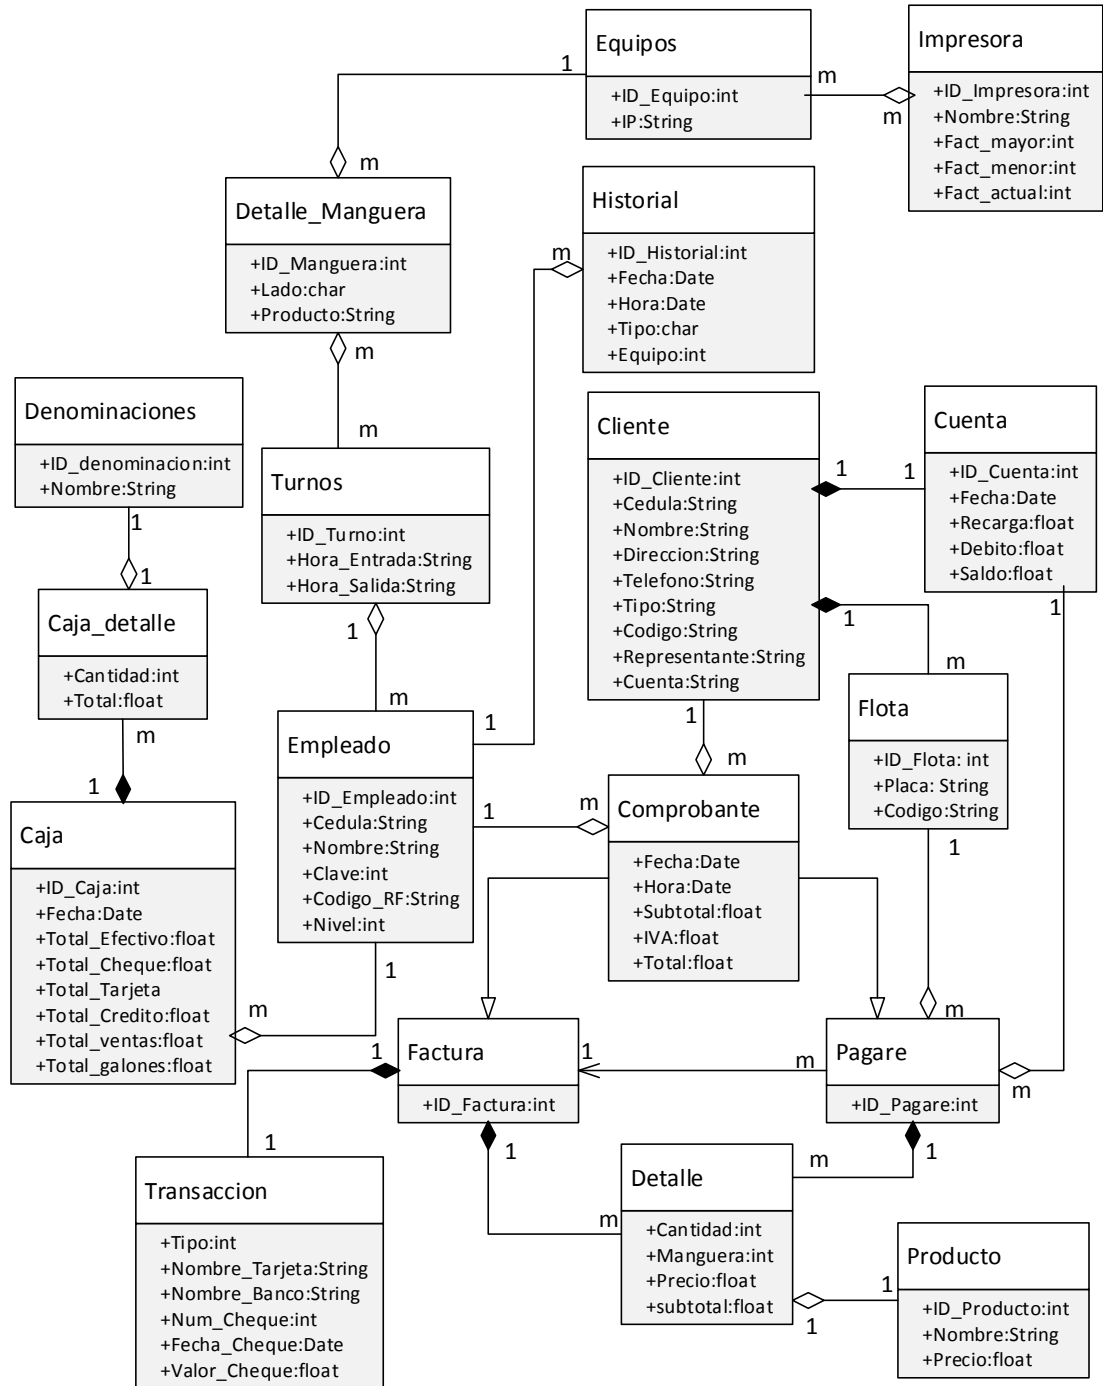 Equipos
+ID_Equipo:int
+IP:String
Impresora
+ID_Impresora:int
+Nombre:String
+Fact_mayor:int
+Fact_menor:int
+Fact_actual:int
1
m
m
m
Detalle_Manguera
+ID_Manguera:int
+Lado:char
+Producto:String
m
m
Historial
+ID_Historial:int
+Fecha:Date
+Hora:Date
+Tipo:char
+Equipo:int
m
1
Denominaciones
+ID_denominacion:int
+Nombre:String
1
1
Turnos
+ID_Turno:int
+Hora_Entrada:String
+Hora_Salida:String
1
m
Cliente
+ID_Cliente:int
+Cedula:String
+Nombre:String
+Direccion:String
+Telefono:String
+Tipo:String
+Codigo:String
+Representante:String
+Cuenta:String
1
1
1
m
1
m
Cuenta
+ID_Cuenta:int
+Fecha:Date
+Recarga:float
+Debito:float
+Saldo:float
1
Caja_detalle
+Cantidad:int
+Total:float
m
1
Flota
+ID_Flota: int
+Placa: String
+Codigo:String
1
m
Empleado
+ID_Empleado:int
+Cedula:String
+Nombre:String
+Clave:int
+Codigo_RF:String
+Nivel:int
1
m
1
m
Comprobante
+Fecha:Date
+Hora:Date
+Subtotal:float
+IVA:float
+Total:float
Caja
+ID_Caja:int
+Fecha:Date
+Total_Efectivo:float
+Total_Cheque:float
+Total_Tarjeta
+Total_Credito:float
+Total_ventas:float
+Total_galones:float
Factura
+ID_Factura:int
1
1
1
m
1
m
Pagare
+ID_Pagare:int
m
1
m
Transaccion
+Tipo:int
+Nombre_Tarjeta:String
+Nombre_Banco:String
+Num_Cheque:int
+Fecha_Cheque:Date
+Valor_Cheque:float
Detalle
+Cantidad:int
+Manguera:int
+Precio:float
+subtotal:float
1
1
Producto
+ID_Producto:int
+Nombre:String
+Precio:float